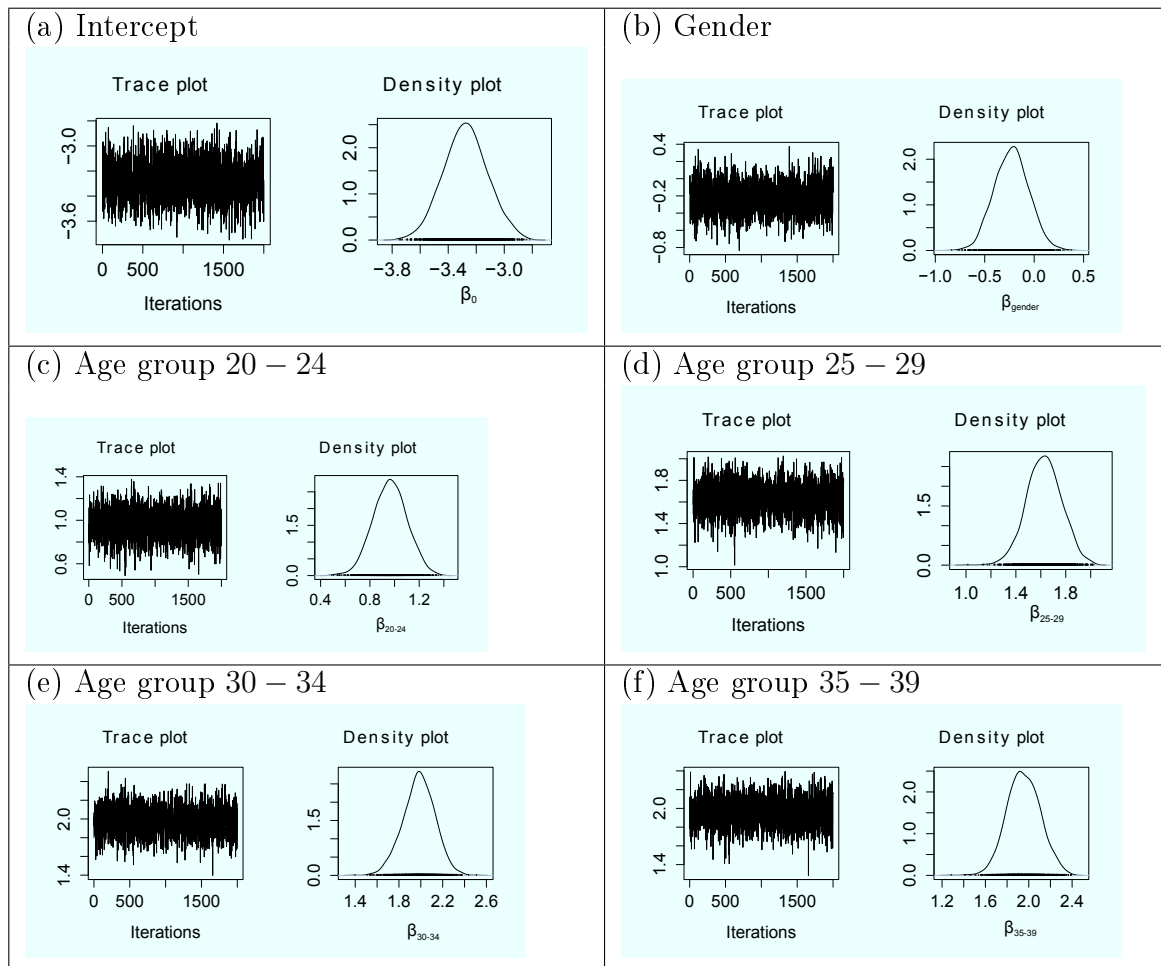 (a) Intercept
Trace plot
Density plot
−3.0
−3.6
0 500 1500
Iterations
2.0
1.0
0.0
−3.8 −3.4 −3.0
β0
(b) Gender
Trace plot
Density plot
0.4
−0.2
−0.8
0 500 1500
Iterations
2.0
1.0
0.0
−1.0 −0.5 0.0 0.5
βgender
(c) Age group 20 – 24
Trace plot
Density plot
1.4
1.0
0.6
0 500 1500
Iterations
1.5
0.0
0.4 0.8 1.2
β20-24
(d) Age group 25 – 29
Trace plot
Density plot
1.8
1.4
1.0
0 500 1500
Iterations
1.5
0.0
1.0 1.4 1.8
β25-29
(e) Age group 30 – 34
Trace plot
Density plot
2.0
1.4
0 500 1500
Iterations
1.5
0.0
1.4 1.8 2.2 2.6
β30-34
(f) Age group 35 – 39
Trace plot
Density plot
2.0
1.4
0 500 1500
Iterations
2.0
1.0
0.0
1.2 1.6 2.0 2.4
β35-39